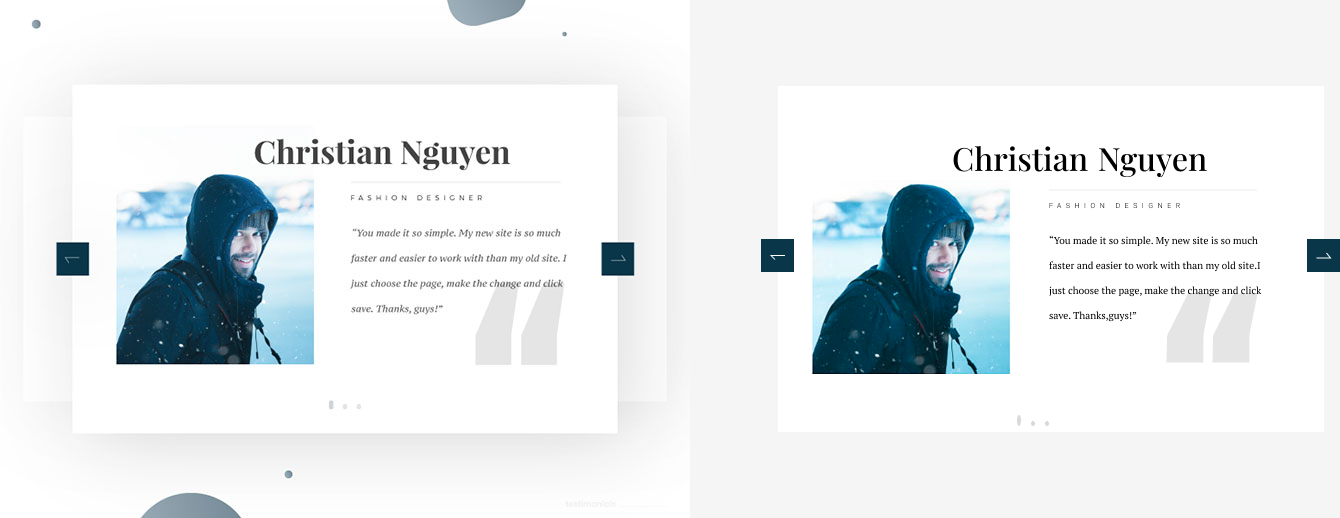 Christian Nguyen
FASHION DESIGNER
“You made it so simple. My new site is so much
faster and easier to work with than my old site. I
just choose the page, make the change and click
save. Thanks, guys!”
“
testimonials
Christian Nguyen
FASHION DESIGNER
“You made it so simple. My new site is so much
faster and easier to work with than my old site.I
just choose the page, make the change and click
save. Thanks,guys!”
“